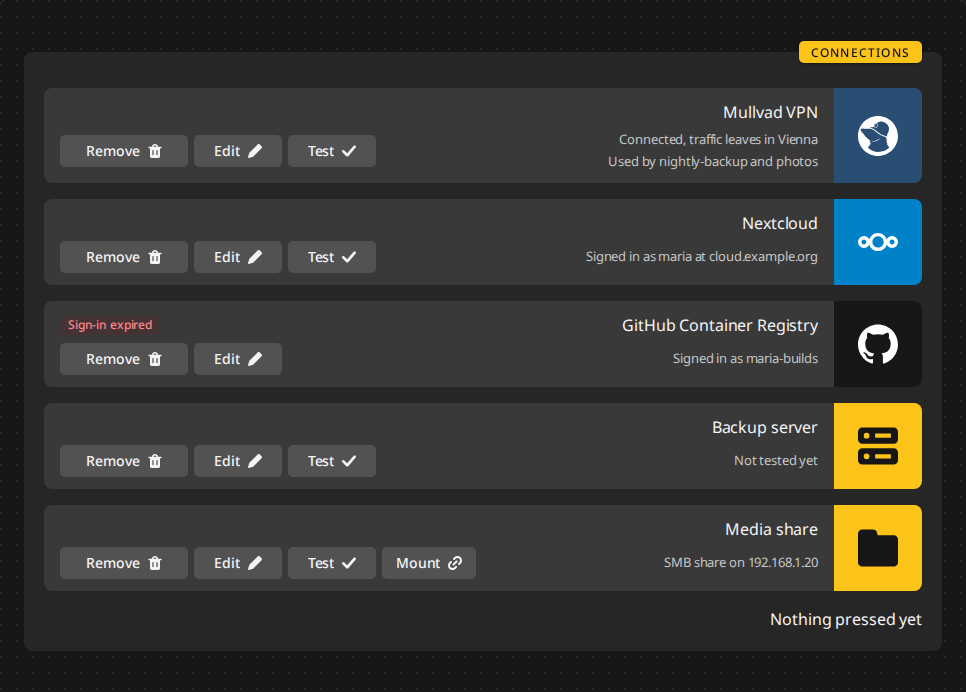 CONNECTIONS
Mullvad VPN
Connected, traffic leaves in Vienna
Used by nightly-backup and photos
Remove Edit Test
Nextcloud
Signed in as maria at cloud.example.org
Remove Edit Test
Sign-in expired
GitHub Container Registry
Signed in as maria-builds
Remove Edit
Backup server
Not tested yet
Remove Edit Test
Media share
SMB share on 192.168.1.20
Remove Edit Test Mount
Nothing pressed yet